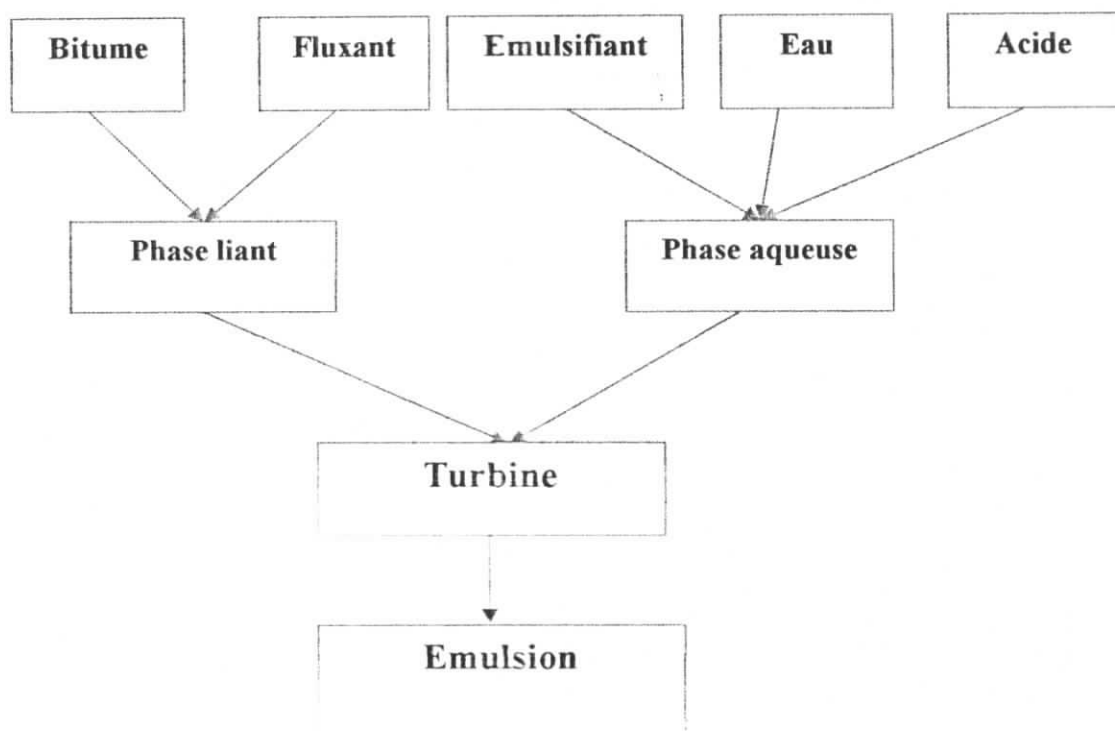 Bitume
Fluxant
Emulsifiant
Eau
Acide
Phase liant
Phase aqueuse
Turbine
Emulsion